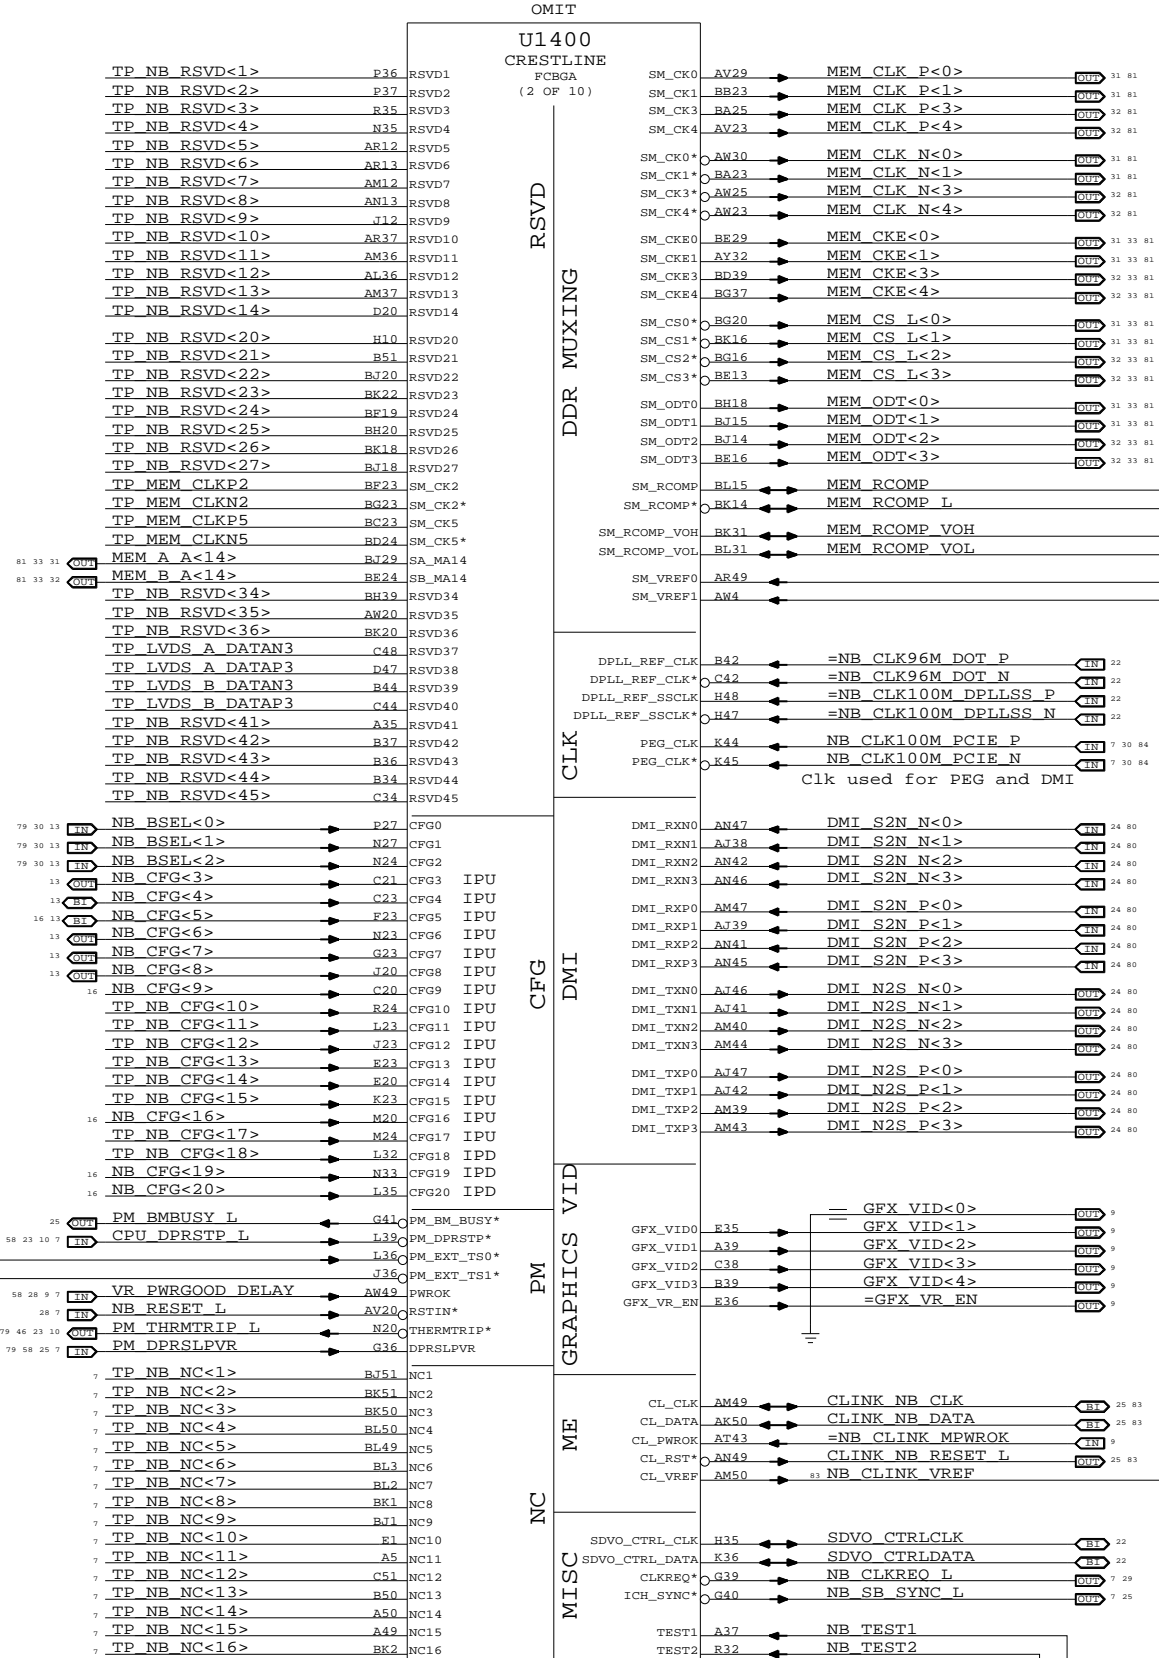 OMIT
U1400
CRESTLINE
FCBGA
(2 OF 10)
RSVD
DDR MUXING
CLK
CFG
DMI
PM
GRAPHICS VID
ME
NC
MISC
TP_NB_RSVD<1> P36 RSVD1
TP_NB_RSVD<2> P37 RSVD2
TP_NB_RSVD<3> R35 RSVD3
TP_NB_RSVD<4> N35 RSVD4
TP_NB_RSVD<5> AR12 RSVD5
TP_NB_RSVD<6> AR13 RSVD6
TP_NB_RSVD<7> AM12 RSVD7
TP_NB_RSVD<8> AN13 RSVD8
TP_NB_RSVD<9> J12 RSVD9
TP_NB_RSVD<10> AR37 RSVD10
TP_NB_RSVD<11> AM36 RSVD11
TP_NB_RSVD<12> AL36 RSVD12
TP_NB_RSVD<13> AM37 RSVD13
TP_NB_RSVD<14> D20 RSVD14
TP_NB_RSVD<20> H10 RSVD20
TP_NB_RSVD<21> B51 RSVD21
TP_NB_RSVD<22> BJ20 RSVD22
TP_NB_RSVD<23> BK22 RSVD23
TP_NB_RSVD<24> BF19 RSVD24
TP_NB_RSVD<25> BH20 RSVD25
TP_NB_RSVD<26> BK18 RSVD26
TP_NB_RSVD<27> BJ18 RSVD27
TP_MEM_CLKP2 BF23 SM_CK2
TP_MEM_CLKN2 BG23 SM_CK2*
TP_MEM_CLKP5 BC23 SM_CK5
TP_MEM_CLKN5 BD24 SM_CK5*
81 33 31 OUT MEM_A_A<14> BJ29 SA_MA14
81 33 32 OUT MEM_B_A<14> BE24 SB_MA14
TP_NB_RSVD<34> BH39 RSVD34
TP_NB_RSVD<35> AW20 RSVD35
TP_NB_RSVD<36> BK20 RSVD36
TP_LVDS_A_DATAN3 C48 RSVD37
TP_LVDS_A_DATAP3 D47 RSVD38
TP_LVDS_B_DATAN3 B44 RSVD39
TP_LVDS_B_DATAP3 C44 RSVD40
TP_NB_RSVD<41> A35 RSVD41
TP_NB_RSVD<42> B37 RSVD42
TP_NB_RSVD<43> B36 RSVD43
TP_NB_RSVD<44> B34 RSVD44
TP_NB_RSVD<45> C34 RSVD45
79 30 13 IN NB_BSEL<0> P27 CFG0
79 30 13 IN NB_BSEL<1> N27 CFG1
79 30 13 IN NB_BSEL<2> N24 CFG2
13 OUT NB_CFG<3> C21 CFG3 IPU
13 BI NB_CFG<4> C23 CFG4 IPU
16 13 BI NB_CFG<5> F23 CFG5 IPU
13 OUT NB_CFG<6> N23 CFG6 IPU
13 OUT NB_CFG<7> G23 CFG7 IPU
13 OUT NB_CFG<8> J20 CFG8 IPU
16 NB_CFG<9> C20 CFG9 IPU
TP_NB_CFG<10> R24 CFG10 IPU
TP_NB_CFG<11> L23 CFG11 IPU
TP_NB_CFG<12> J23 CFG12 IPU
TP_NB_CFG<13> E23 CFG13 IPU
TP_NB_CFG<14> E20 CFG14 IPU
TP_NB_CFG<15> K23 CFG15 IPU
16 NB_CFG<16> M20 CFG16 IPU
TP_NB_CFG<17> M24 CFG17 IPU
TP_NB_CFG<18> L32 CFG18 IPD
16 NB_CFG<19> N33 CFG19 IPD
16 NB_CFG<20> L35 CFG20 IPD
25 OUT PM_BMBUSY_L G41 PM_BM_BUSY*
58 23 10 7 IN CPU_DPRSTP_L L39 PM_DPRSTP*
L36 PM_EXT_TS0*
J36 PM_EXT_TS1*
58 28 9 7 IN VR_PWRGOOD_DELAY AW49 PWROK
28 7 IN NB_RESET_L AV20 RSTIN*
79 46 23 10 OUT PM_THRMTRIP_L N20 THERMTRIP*
79 58 25 7 IN PM_DPRSLPVR G36 DPRSLPVR
7 TP_NB_NC<1> BJ51 NC1
7 TP_NB_NC<2> BK51 NC2
7 TP_NB_NC<3> BK50 NC3
7 TP_NB_NC<4> BL50 NC4
7 TP_NB_NC<5> BL49 NC5
7 TP_NB_NC<6> BL3 NC6
7 TP_NB_NC<7> BL2 NC7
7 TP_NB_NC<8> BK1 NC8
7 TP_NB_NC<9> BJ1 NC9
7 TP_NB_NC<10> E1 NC10
7 TP_NB_NC<11> A5 NC11
7 TP_NB_NC<12> C51 NC12
7 TP_NB_NC<13> B50 NC13
7 TP_NB_NC<14> A50 NC14
7 TP_NB_NC<15> A49 NC15
7 TP_NB_NC<16> BK2 NC16
SM_CK0 AV29 MEM_CLK_P<0> OUT 31 81
SM_CK1 BB23 MEM_CLK_P<1> OUT 31 81
SM_CK3 BA25 MEM_CLK_P<3> OUT 32 81
SM_CK4 AV23 MEM_CLK_P<4> OUT 32 81
SM_CK0* AW30 MEM_CLK_N<0> OUT 31 81
SM_CK1* BA23 MEM_CLK_N<1> OUT 31 81
SM_CK3* AW25 MEM_CLK_N<3> OUT 32 81
SM_CK4* AW23 MEM_CLK_N<4> OUT 32 81
SM_CKE0 BE29 MEM_CKE<0> OUT 31 33 81
SM_CKE1 AY32 MEM_CKE<1> OUT 31 33 81
SM_CKE3 BD39 MEM_CKE<3> OUT 32 33 81
SM_CKE4 BG37 MEM_CKE<4> OUT 32 33 81
SM_CS0* BG20 MEM_CS_L<0> OUT 31 33 81
SM_CS1* BK16 MEM_CS_L<1> OUT 31 33 81
SM_CS2* BG16 MEM_CS_L<2> OUT 32 33 81
SM_CS3* BE13 MEM_CS_L<3> OUT 32 33 81
SM_ODT0 BH18 MEM_ODT<0> OUT 31 33 81
SM_ODT1 BJ15 MEM_ODT<1> OUT 31 33 81
SM_ODT2 BJ14 MEM_ODT<2> OUT 32 33 81
SM_ODT3 BE16 MEM_ODT<3> OUT 32 33 81
SM_RCOMP BL15 MEM_RCOMP
SM_RCOMP* BK14 MEM_RCOMP_L
SM_RCOMP_VOH BK31 MEM_RCOMP_VOH
SM_RCOMP_VOL BL31 MEM_RCOMP_VOL
SM_VREF0 AR49
SM_VREF1 AW4
DPLL_REF_CLK B42 =NB_CLK96M_DOT_P IN 22
DPLL_REF_CLK* C42 =NB_CLK96M_DOT_N IN 22
DPLL_REF_SSCLK H48 =NB_CLK100M_DPLLSS_P IN 22
DPLL_REF_SSCLK* H47 =NB_CLK100M_DPLLSS_N IN 22
PEG_CLK K44 NB_CLK100M_PCIE_P IN 7 30 84
PEG_CLK* K45 NB_CLK100M_PCIE_N IN 7 30 84
Clk used for PEG and DMI
DMI_RXN0 AN47 DMI_S2N_N<0> IN 24 80
DMI_RXN1 AJ38 DMI_S2N_N<1> IN 24 80
DMI_RXN2 AN42 DMI_S2N_N<2> IN 24 80
DMI_RXN3 AN46 DMI_S2N_N<3> IN 24 80
DMI_RXP0 AM47 DMI_S2N_P<0> IN 24 80
DMI_RXP1 AJ39 DMI_S2N_P<1> IN 24 80
DMI_RXP2 AN41 DMI_S2N_P<2> IN 24 80
DMI_RXP3 AN45 DMI_S2N_P<3> IN 24 80
DMI_TXN0 AJ46 DMI_N2S_N<0> OUT 24 80
DMI_TXN1 AJ41 DMI_N2S_N<1> OUT 24 80
DMI_TXN2 AM40 DMI_N2S_N<2> OUT 24 80
DMI_TXN3 AM44 DMI_N2S_N<3> OUT 24 80
DMI_TXP0 AJ47 DMI_N2S_P<0> OUT 24 80
DMI_TXP1 AJ42 DMI_N2S_P<1> OUT 24 80
DMI_TXP2 AM39 DMI_N2S_P<2> OUT 24 80
DMI_TXP3 AM43 DMI_N2S_P<3> OUT 24 80
GFX_VID<0> OUT 9
GFX_VID0 E35 GFX_VID<1> OUT 9
GFX_VID1 A39 GFX_VID<2> OUT 9
GFX_VID2 C38 GFX_VID<3> OUT 9
GFX_VID3 B39 GFX_VID<4> OUT 9
GFX_VR_EN E36 =GFX_VR_EN OUT 9
CL_CLK AM49 CLINK_NB_CLK BI 25 83
CL_DATA AK50 CLINK_NB_DATA BI 25 83
CL_PWROK AT43 =NB_CLINK_MPWROK IN 9
CL_RST* AN49 CLINK_NB_RESET_L OUT 25 83
CL_VREF AM50 83 NB_CLINK_VREF
SDVO_CTRL_CLK H35 SDVO_CTRLCLK BI 22
SDVO_CTRL_DATA K36 SDVO_CTRLDATA BI 22
CLKREQ* G39 NB_CLKREQ_L OUT 7 29
ICH_SYNC* G40 NB_SB_SYNC_L OUT 7 25
TEST1 A37 NB_TEST1
TEST2 R32 NB_TEST2